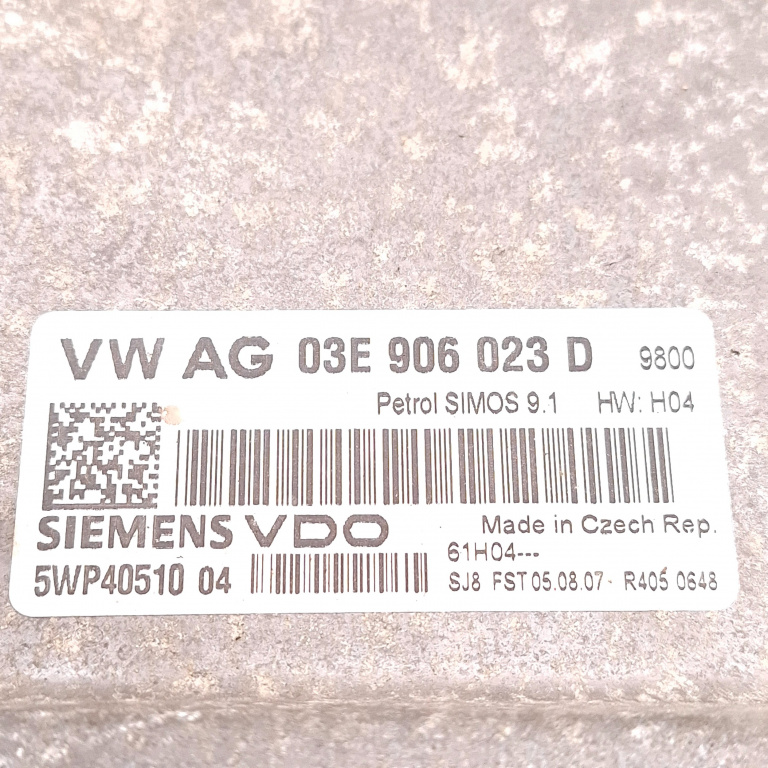 VW AG 03E 906 023 D 9800
Petrol SIMOS 9.1 HW: H04
SIEMENS VDO Made in Czech Rep.
61H04---
5WP40510 04 SJ8 FST 05.08.07 R405 0648